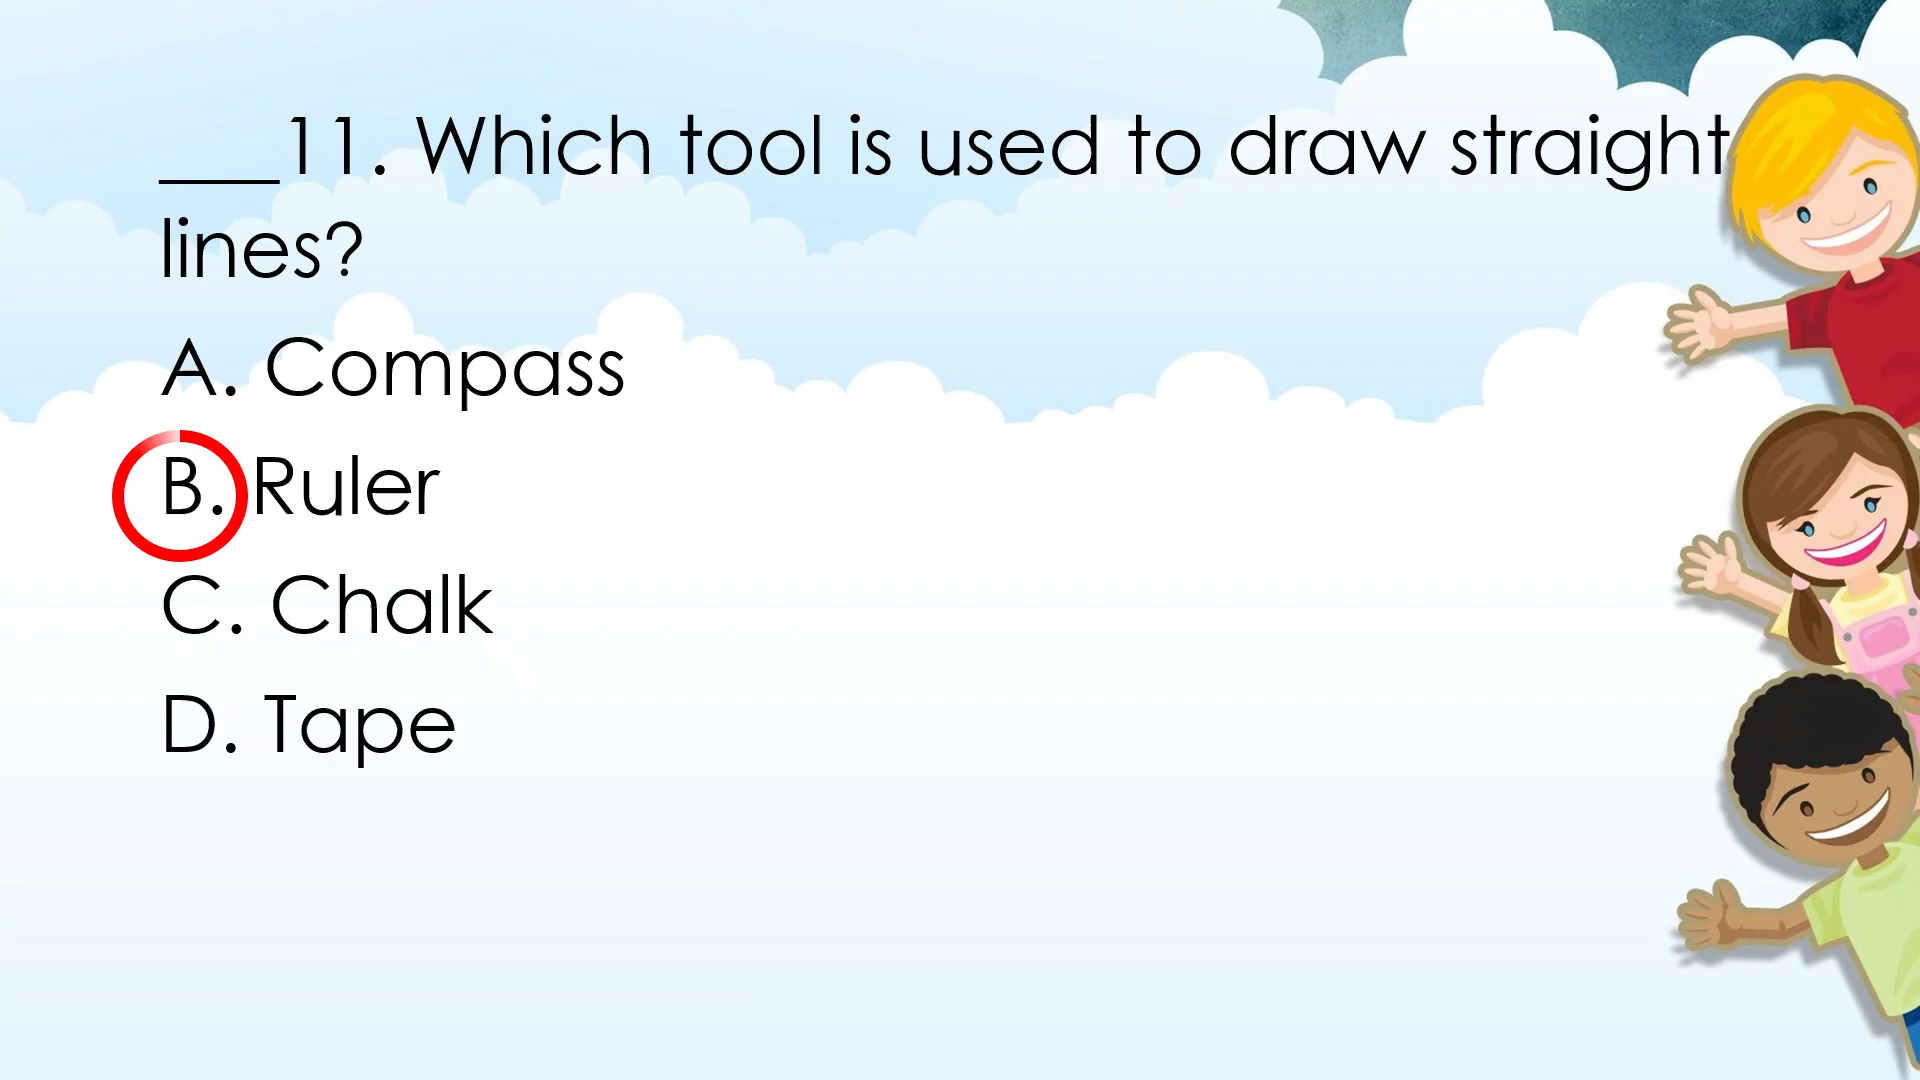 ___11. Which tool is used to draw straight
lines?
A. Compass
B. Ruler
C. Chalk
D. Tape